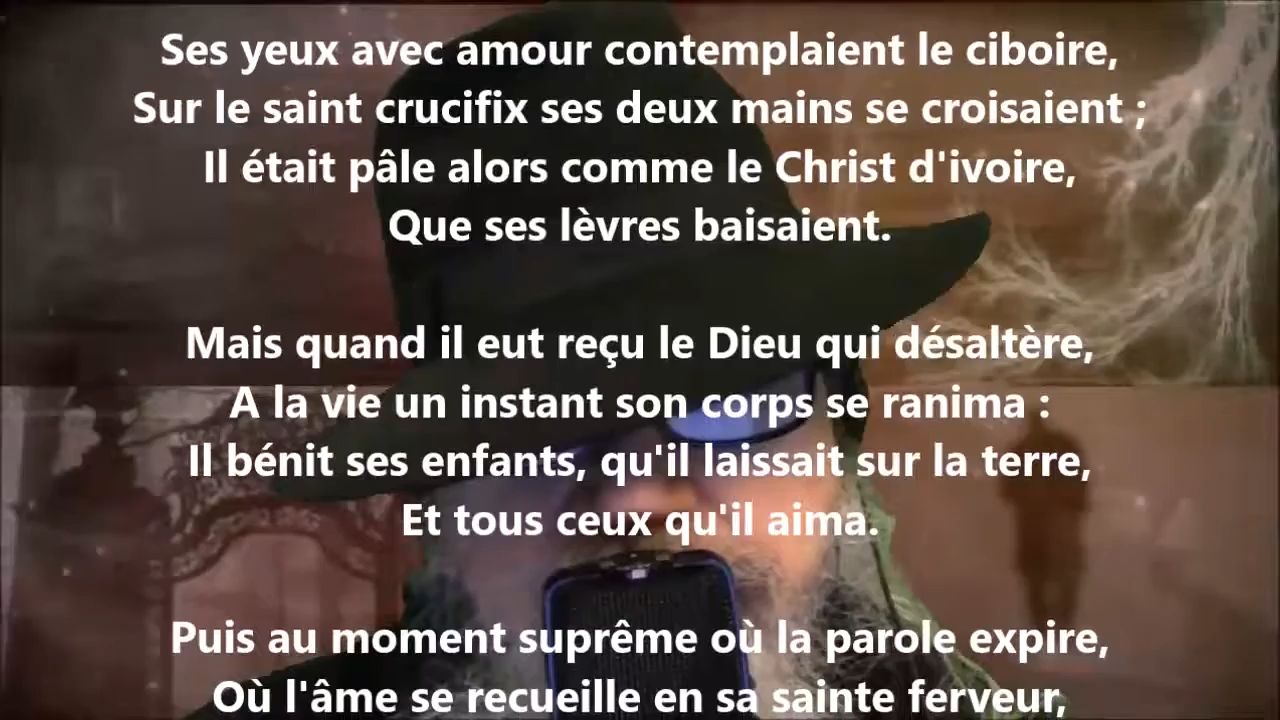 Ses yeux avec amour contemplaient le ciboire,
Sur le saint crucifix ses deux mains se croisaient ;
Il était pâle alors comme le Christ d'ivoire,
Que ses lèvres baisaient.
Mais quand il eut reçu le Dieu qui désaltère,
A la vie un instant son corps se ranima :
Il bénit ses enfants, qu'il laissait sur la terre,
Et tous ceux qu'il aima.
Puis au moment suprême où la parole expire,
Où l'âme se recueille en sa sainte ferveur,